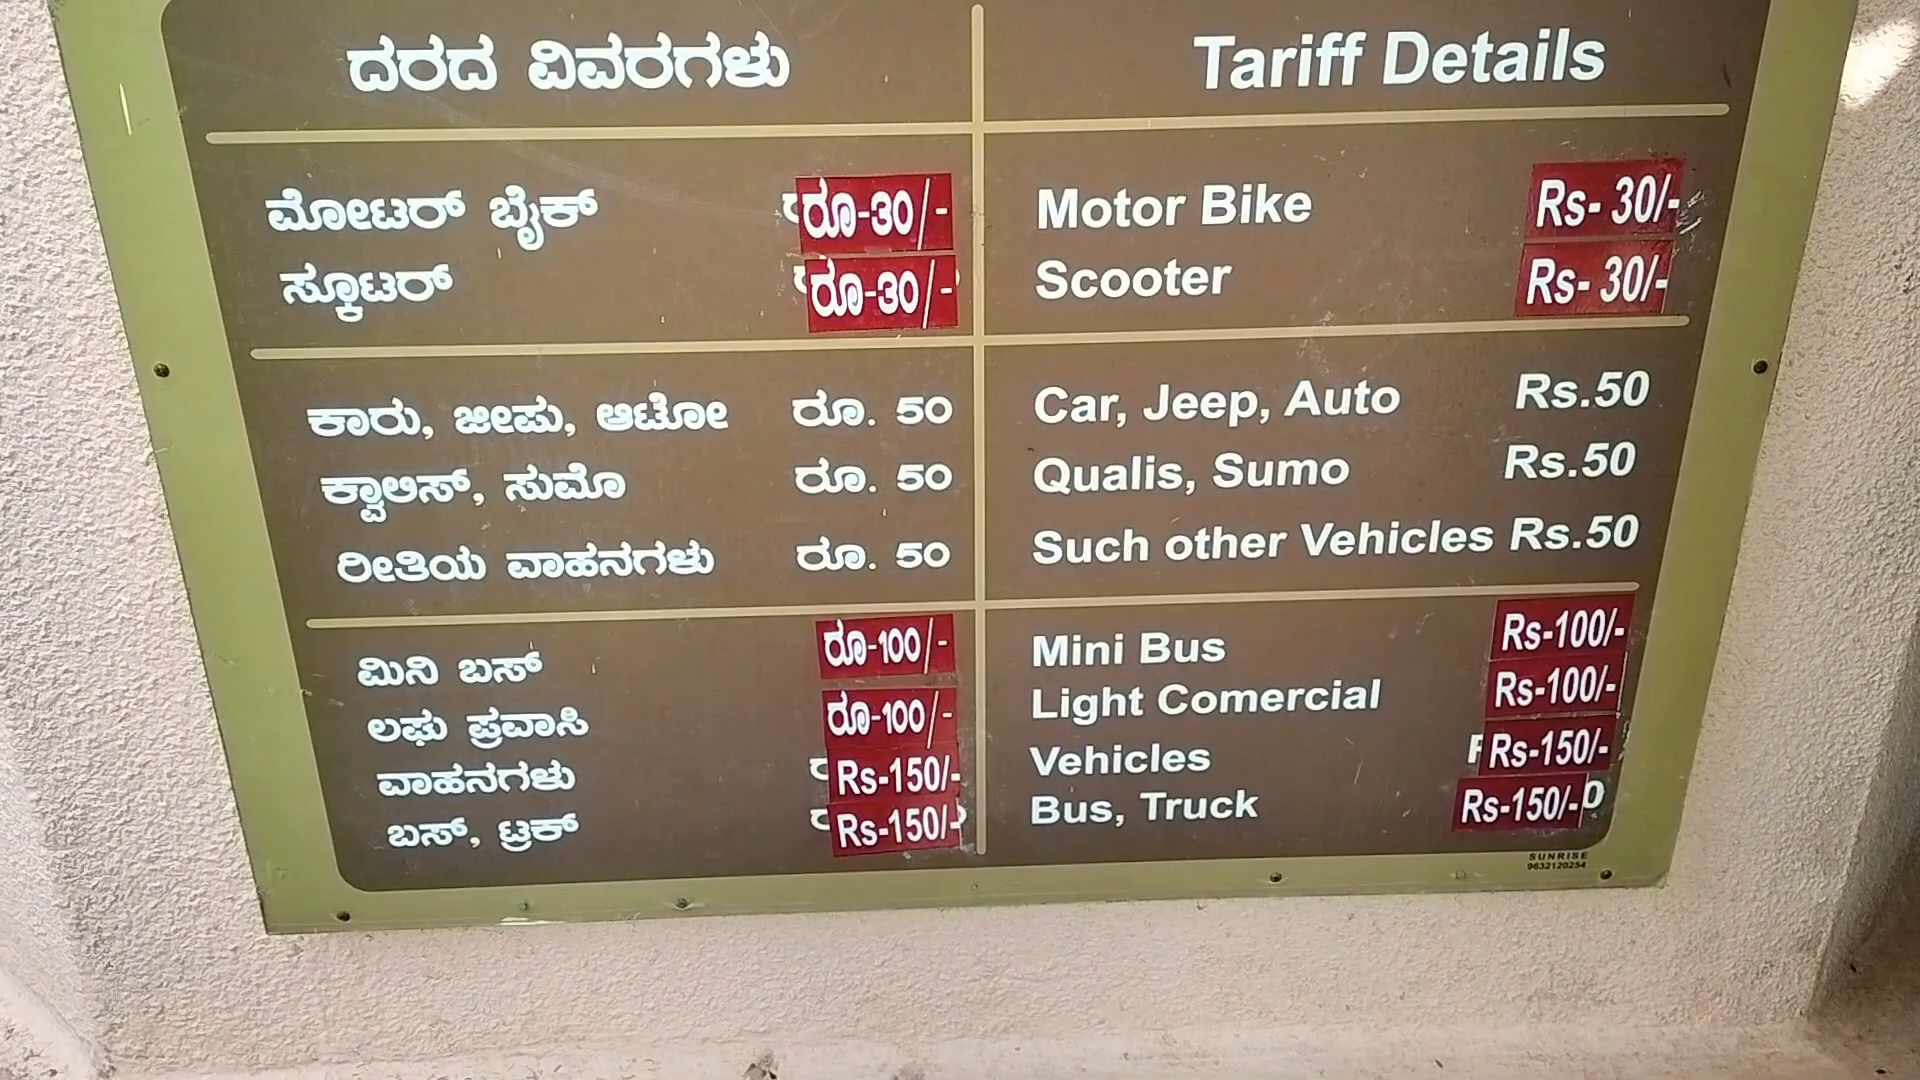 ದರದ ವಿವರಗಳು
ಮೋಟರ್ ಬೈಕ್ ರೂ-30/-
ಸ್ಕೂಟರ್ ರೂ-30/-
ಕಾರು, ಜೀಪು, ಆಟೋ ರೂ. 50
ಕ್ವಾಲಿಸ್, ಸುಮೊ ರೂ. 50
ರೀತಿಯ ವಾಹನಗಳು ರೂ. 50
ಮಿನಿ ಬಸ್ ರೂ-100/-
ಲಘು ಪ್ರವಾಸಿ ರೂ-100/-
ವಾಹನಗಳು Rs-150/-
ಬಸ್, ಟ್ರಕ್ Rs-150/-
Tariff Details
Motor Bike Rs- 30/-
Scooter Rs- 30/-
Car, Jeep, Auto Rs.50
Qualis, Sumo Rs.50
Such other Vehicles Rs.50
Mini Bus Rs-100/-
Light Comercial Rs-100/-
Vehicles Rs-150/-
Bus, Truck Rs-150/-
SUNRISE
9632120254